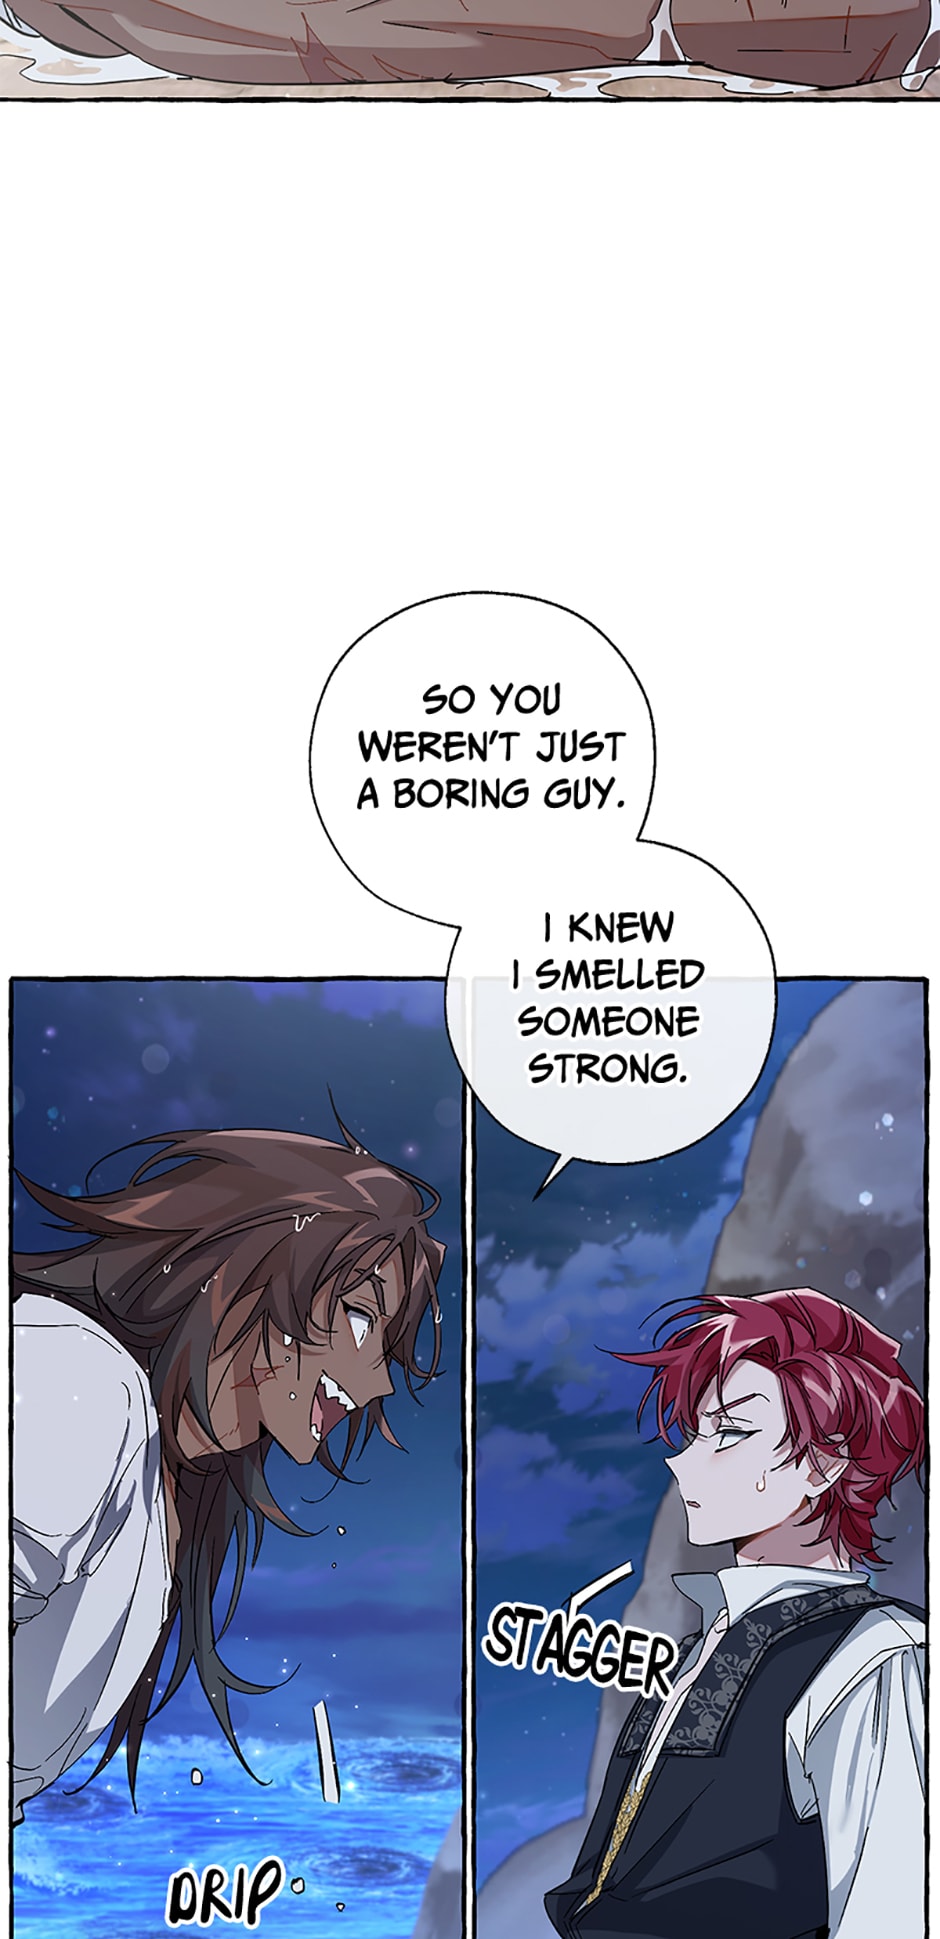 SO YOU
WEREN'T JUST
A BORING GUY.
I KNEW
I SMELLED
SOMEONE
STRONG.
STAGGER
DRIP